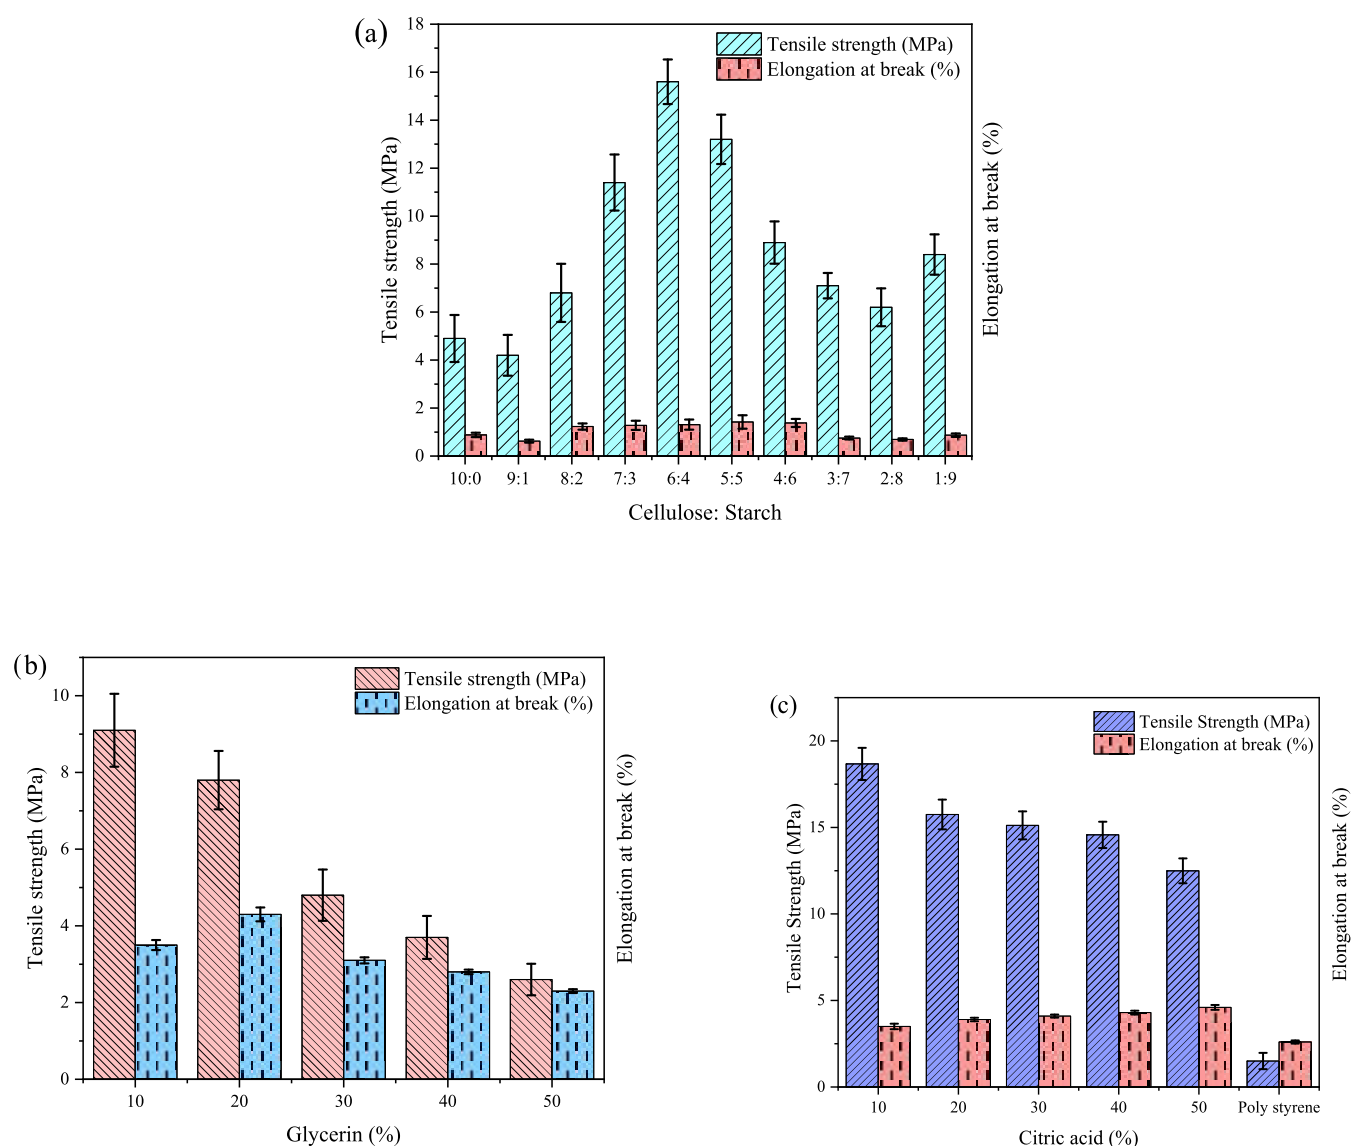 (a)
18
16
14
12
10
8
6
4
2
0
Tensile strength (MPa)
Elongation at break (%)
Tensile strength (MPa)
Elongation at break (%)
10:0 9:1 8:2 7:3 6:4 5:5 4:6 3:7 2:8 1:9
Cellulose: Starch
(b)
10
8
6
4
2
0
Tensile strength (MPa)
Elongation at break (%)
Tensile strength (MPa)
Elongation at break (%)
10 20 30 40 50
Glycerin (%)
(c)
20
15
10
5
0
Tensile Strength (MPa)
Elongation at break (%)
Tensile Strength (MPa)
Elongation at break (%)
10 20 30 40 50 Poly styrene
Citric acid (%)